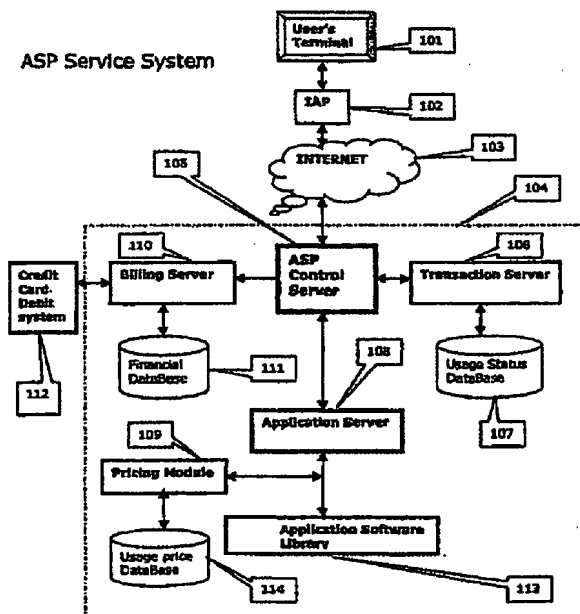 ASP Service System
User's
Terminal
101
IAP
102
INTERNET
103
105
104
110
Billing Server
ASP
Control
Server
106
Transaction Server
Credit
Card-
Debit
system
112
Financial
DataBase
111
Usage Status
DataBase
107
108
Application Server
109
Pricing Module
Application Software
Library
Usage price
DataBase
114
113